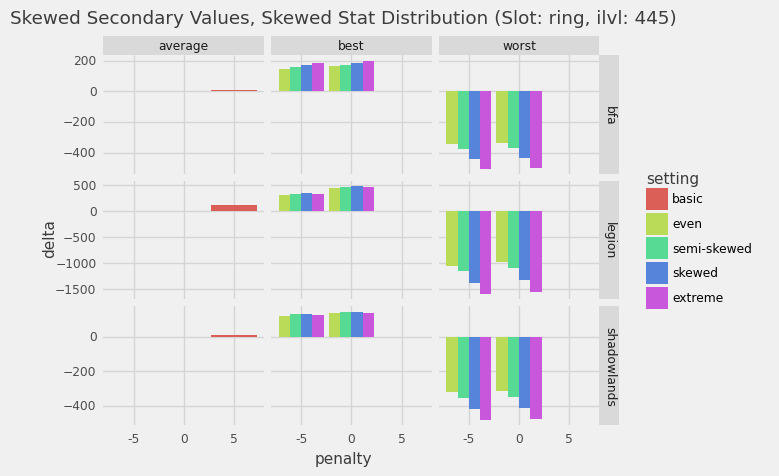 Skewed Secondary Values, Skewed Stat Distribution (Slot: ring, ilvl: 445)
average best worst
200
0
−200
−400
bfa
500
0
−500
−1000
−1500
legion
0
−200
−400
shadowlands
delta
-5 0 5 -5 0 5 -5 0 5
penalty
setting
basic
even
semi-skewed
skewed
extreme